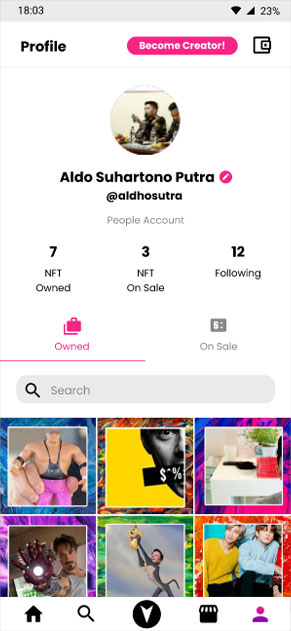 18:03
23%
Profile
Become Creator!
Aldo Suhartono Putra
@aldhosutra
People Account
7
NFT
Owned
3
NFT
On Sale
12
Following
Owned
On Sale
Search
$^%